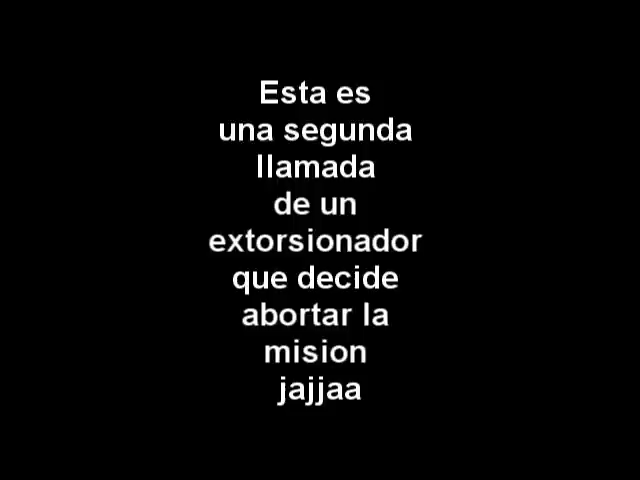 Esta es
una segunda
llamada
de un
extorsionador
que decide
abortar la
mision
jajjaa